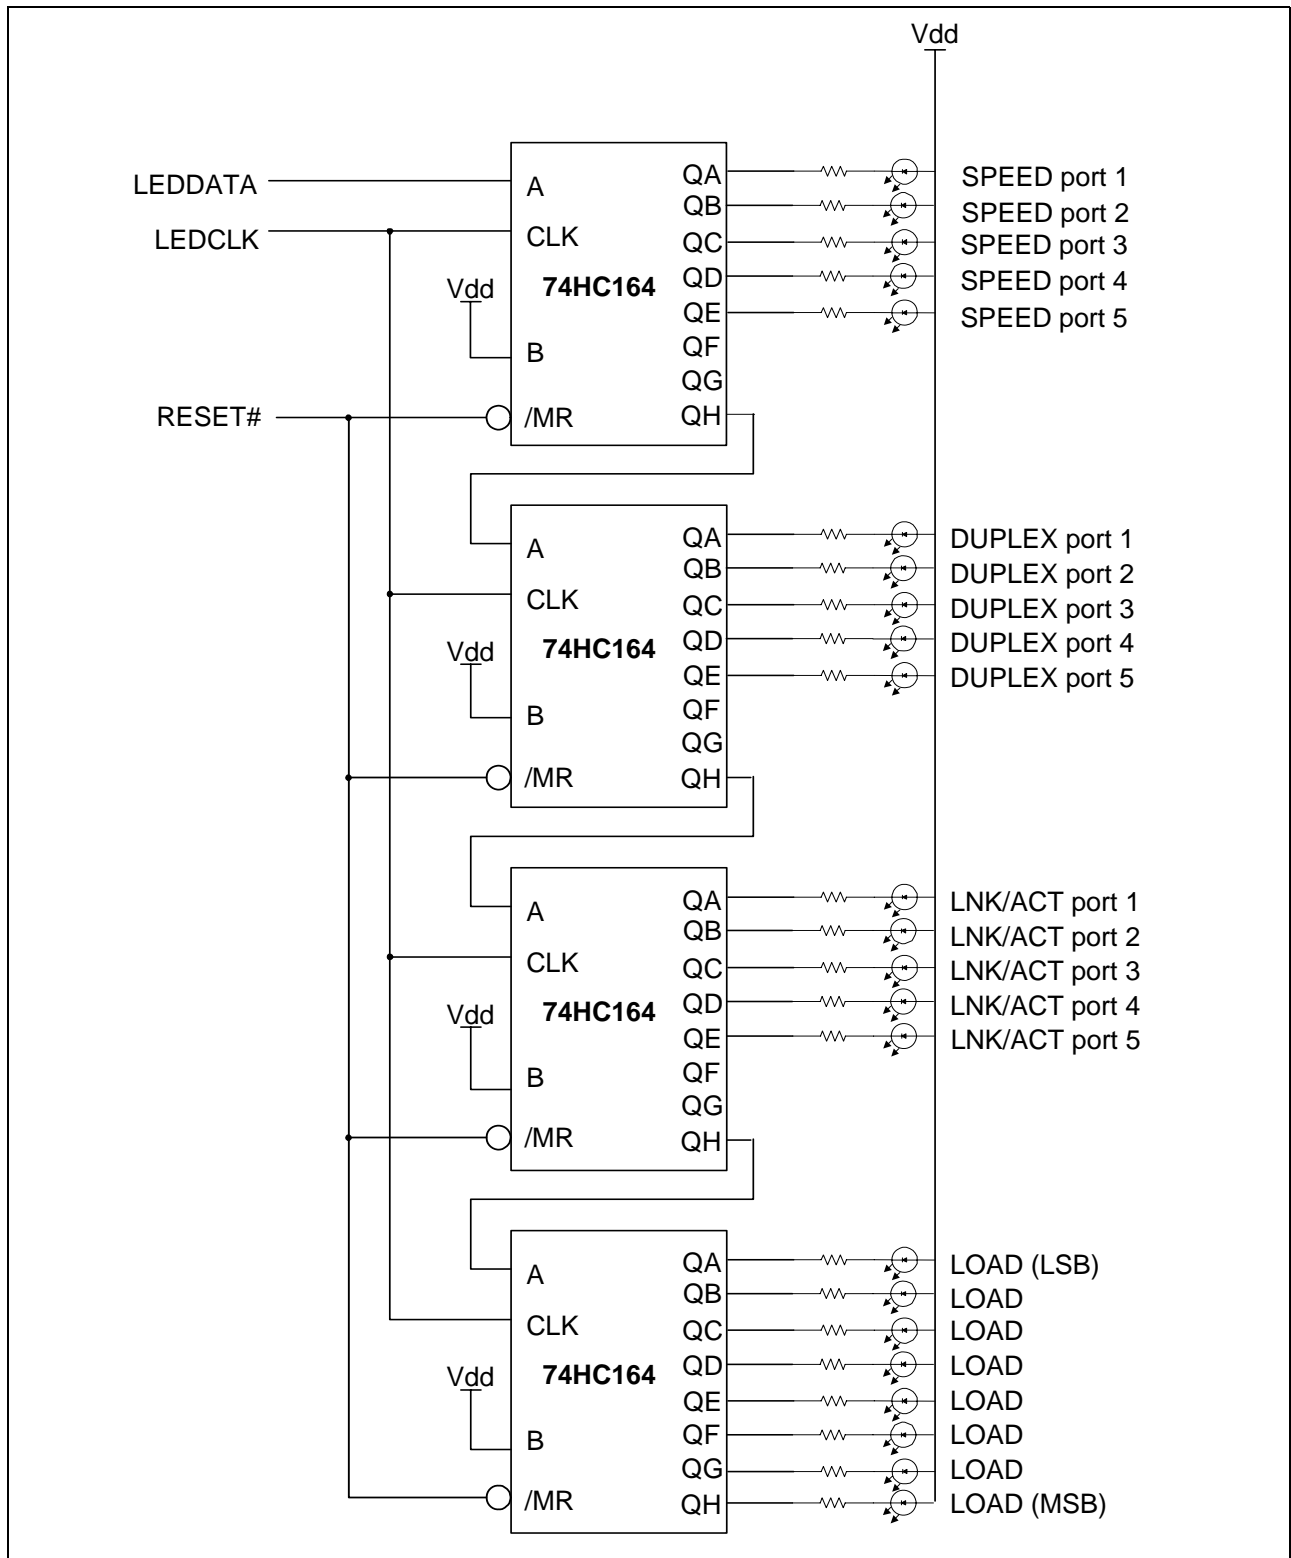 Vdd
LEDDATA
LEDCLK
RESET#
A
CLK
74HC164
Vdd
B
/MR
QA
QB
QC
QD
QE
QF
QG
QH
SPEED port 1
SPEED port 2
SPEED port 3
SPEED port 4
SPEED port 5
A
CLK
74HC164
Vdd
B
/MR
QA
QB
QC
QD
QE
QF
QG
QH
DUPLEX port 1
DUPLEX port 2
DUPLEX port 3
DUPLEX port 4
DUPLEX port 5
A
CLK
74HC164
Vdd
B
/MR
QA
QB
QC
QD
QE
QF
QG
QH
LNK/ACT port 1
LNK/ACT port 2
LNK/ACT port 3
LNK/ACT port 4
LNK/ACT port 5
A
CLK
74HC164
Vdd
B
/MR
QA
QB
QC
QD
QE
QF
QG
QH
LOAD (LSB)
LOAD
LOAD
LOAD
LOAD
LOAD
LOAD
LOAD (MSB)